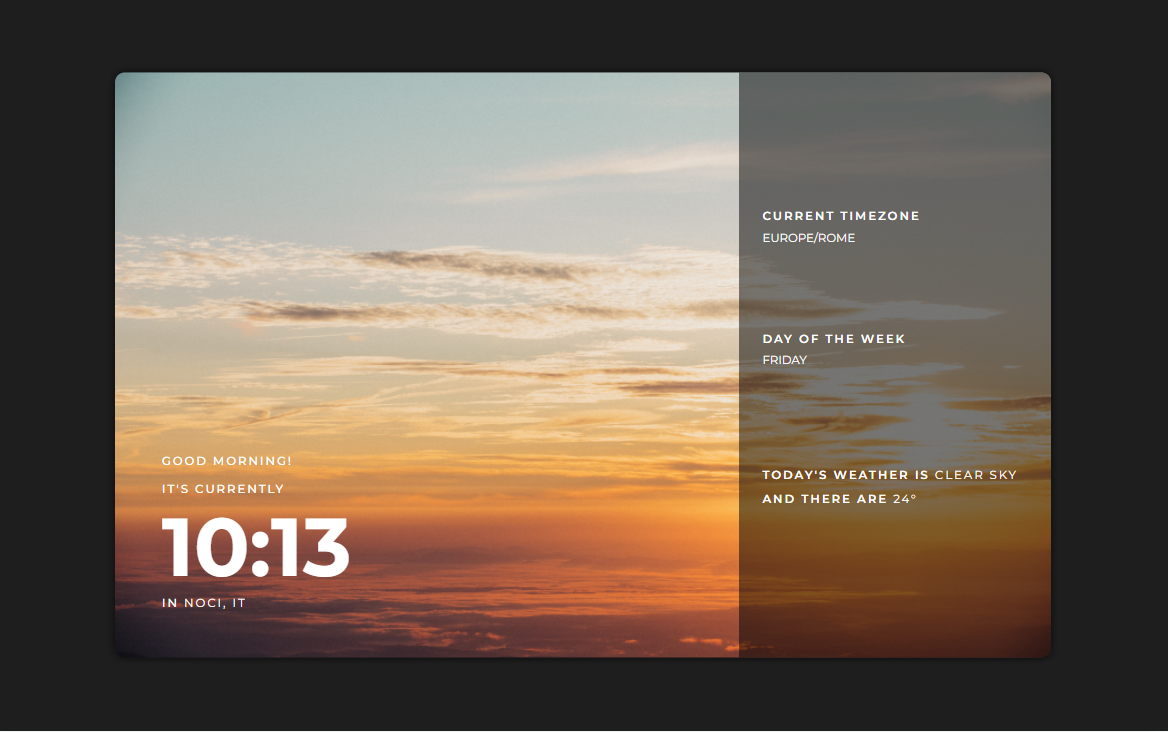 GOOD MORNING!
IT'S CURRENTLY
10:13
IN NOCI, IT
CURRENT TIMEZONE
EUROPE/ROME
DAY OF THE WEEK
FRIDAY
TODAY'S WEATHER IS CLEAR SKY
AND THERE ARE 24°